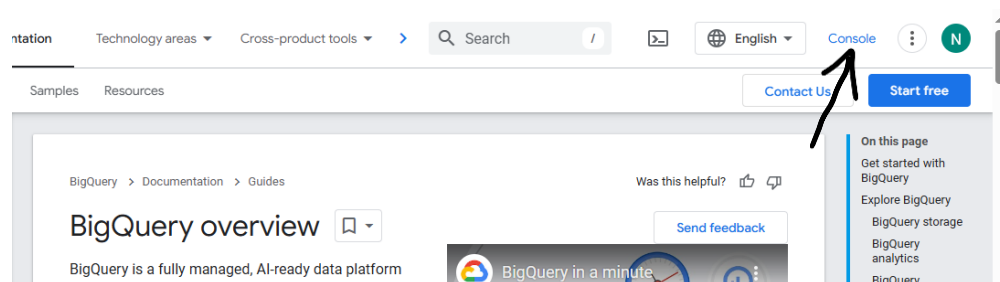 ntation Technology areas Cross-product tools Search / English Console N
Samples Resources Contact Us Start free
BigQuery Documentation Guides Was this helpful?
BigQuery overview
Send feedback
BigQuery is a fully managed, AI-ready data platform
BigQuery in a minute
On this page
Get started with
BigQuery
Explore BigQuery
BigQuery storage
BigQuery
analytics
BigQuery